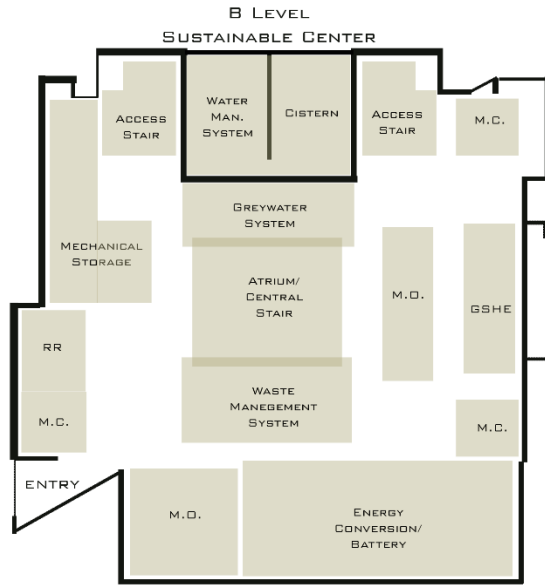 B Level
Sustainable Center
Access
Stair
Water
Man.
System
Cistern
Access
Stair
M.C.
Greywater
System
Mechanical
Storage
Atrium/
Central
Stair
M.O.
GSHE
RR
Waste
Manegement
System
M.C.
M.C.
Entry
M.O.
Energy
Conversion/
Battery